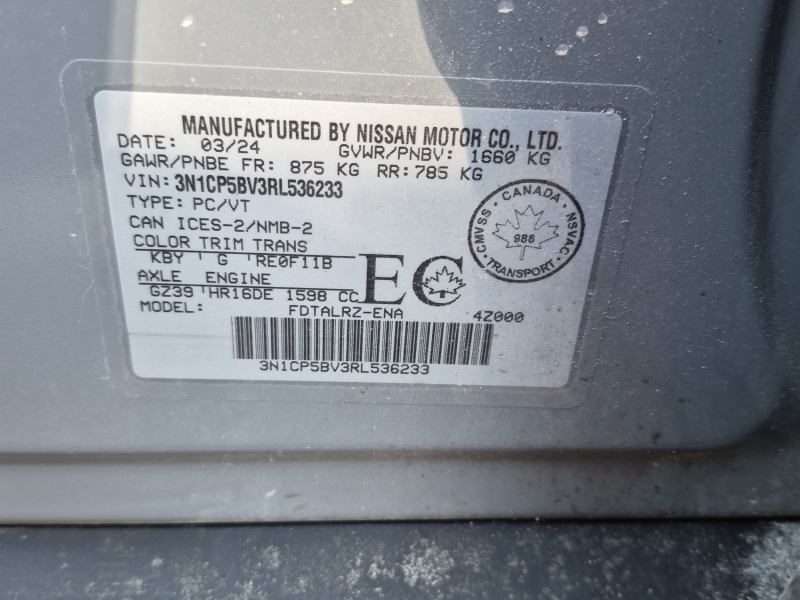 MANUFACTURED BY NISSAN MOTOR CO., LTD.
DATE: 03/24 GVWR/PNBV: 1660 KG
GAWR/PNBE FR: 875 KG RR: 785 KG
VIN: 3N1CP5BV3RL536233
TYPE: PC/VT
CAN ICES-2/NMB-2
COLOR TRIM TRANS
KBY ' G 'RE0F11B
AXLE ENGINE
GZ39 'HR16DE 1598 CC
MODEL: FDTALRZ-ENA 4Z000
EC
CMVSS · CANADA · NSVAC · TRANSPORT ·
988
3N1CP5BV3RL536233